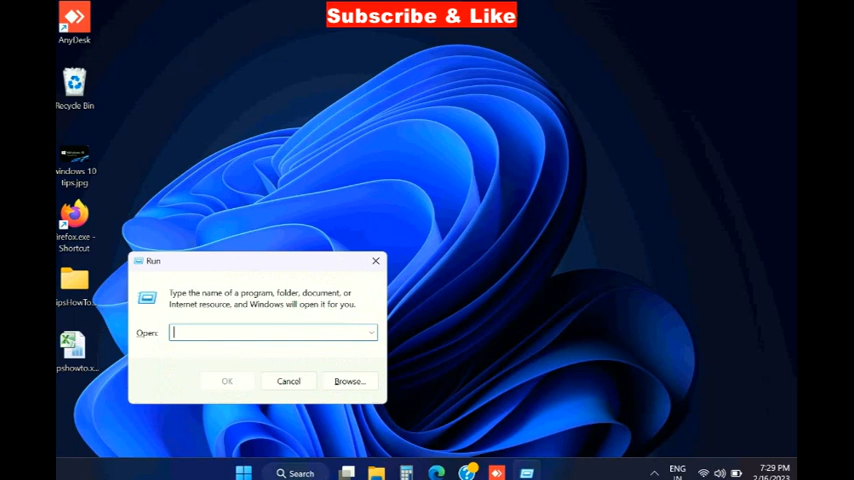 Subscribe & Like
AnyDesk
Recycle Bin
windows 10
tips.jpg
firefox.exe -
Shortcut
ipsHowTo...
ipshowto.x...
Run
Type the name of a program, folder, document, or
Internet resource, and Windows will open it for you.
Open:
OK
Cancel
Browse...
Search
ENG
IN
7:29 PM
2/16/2023